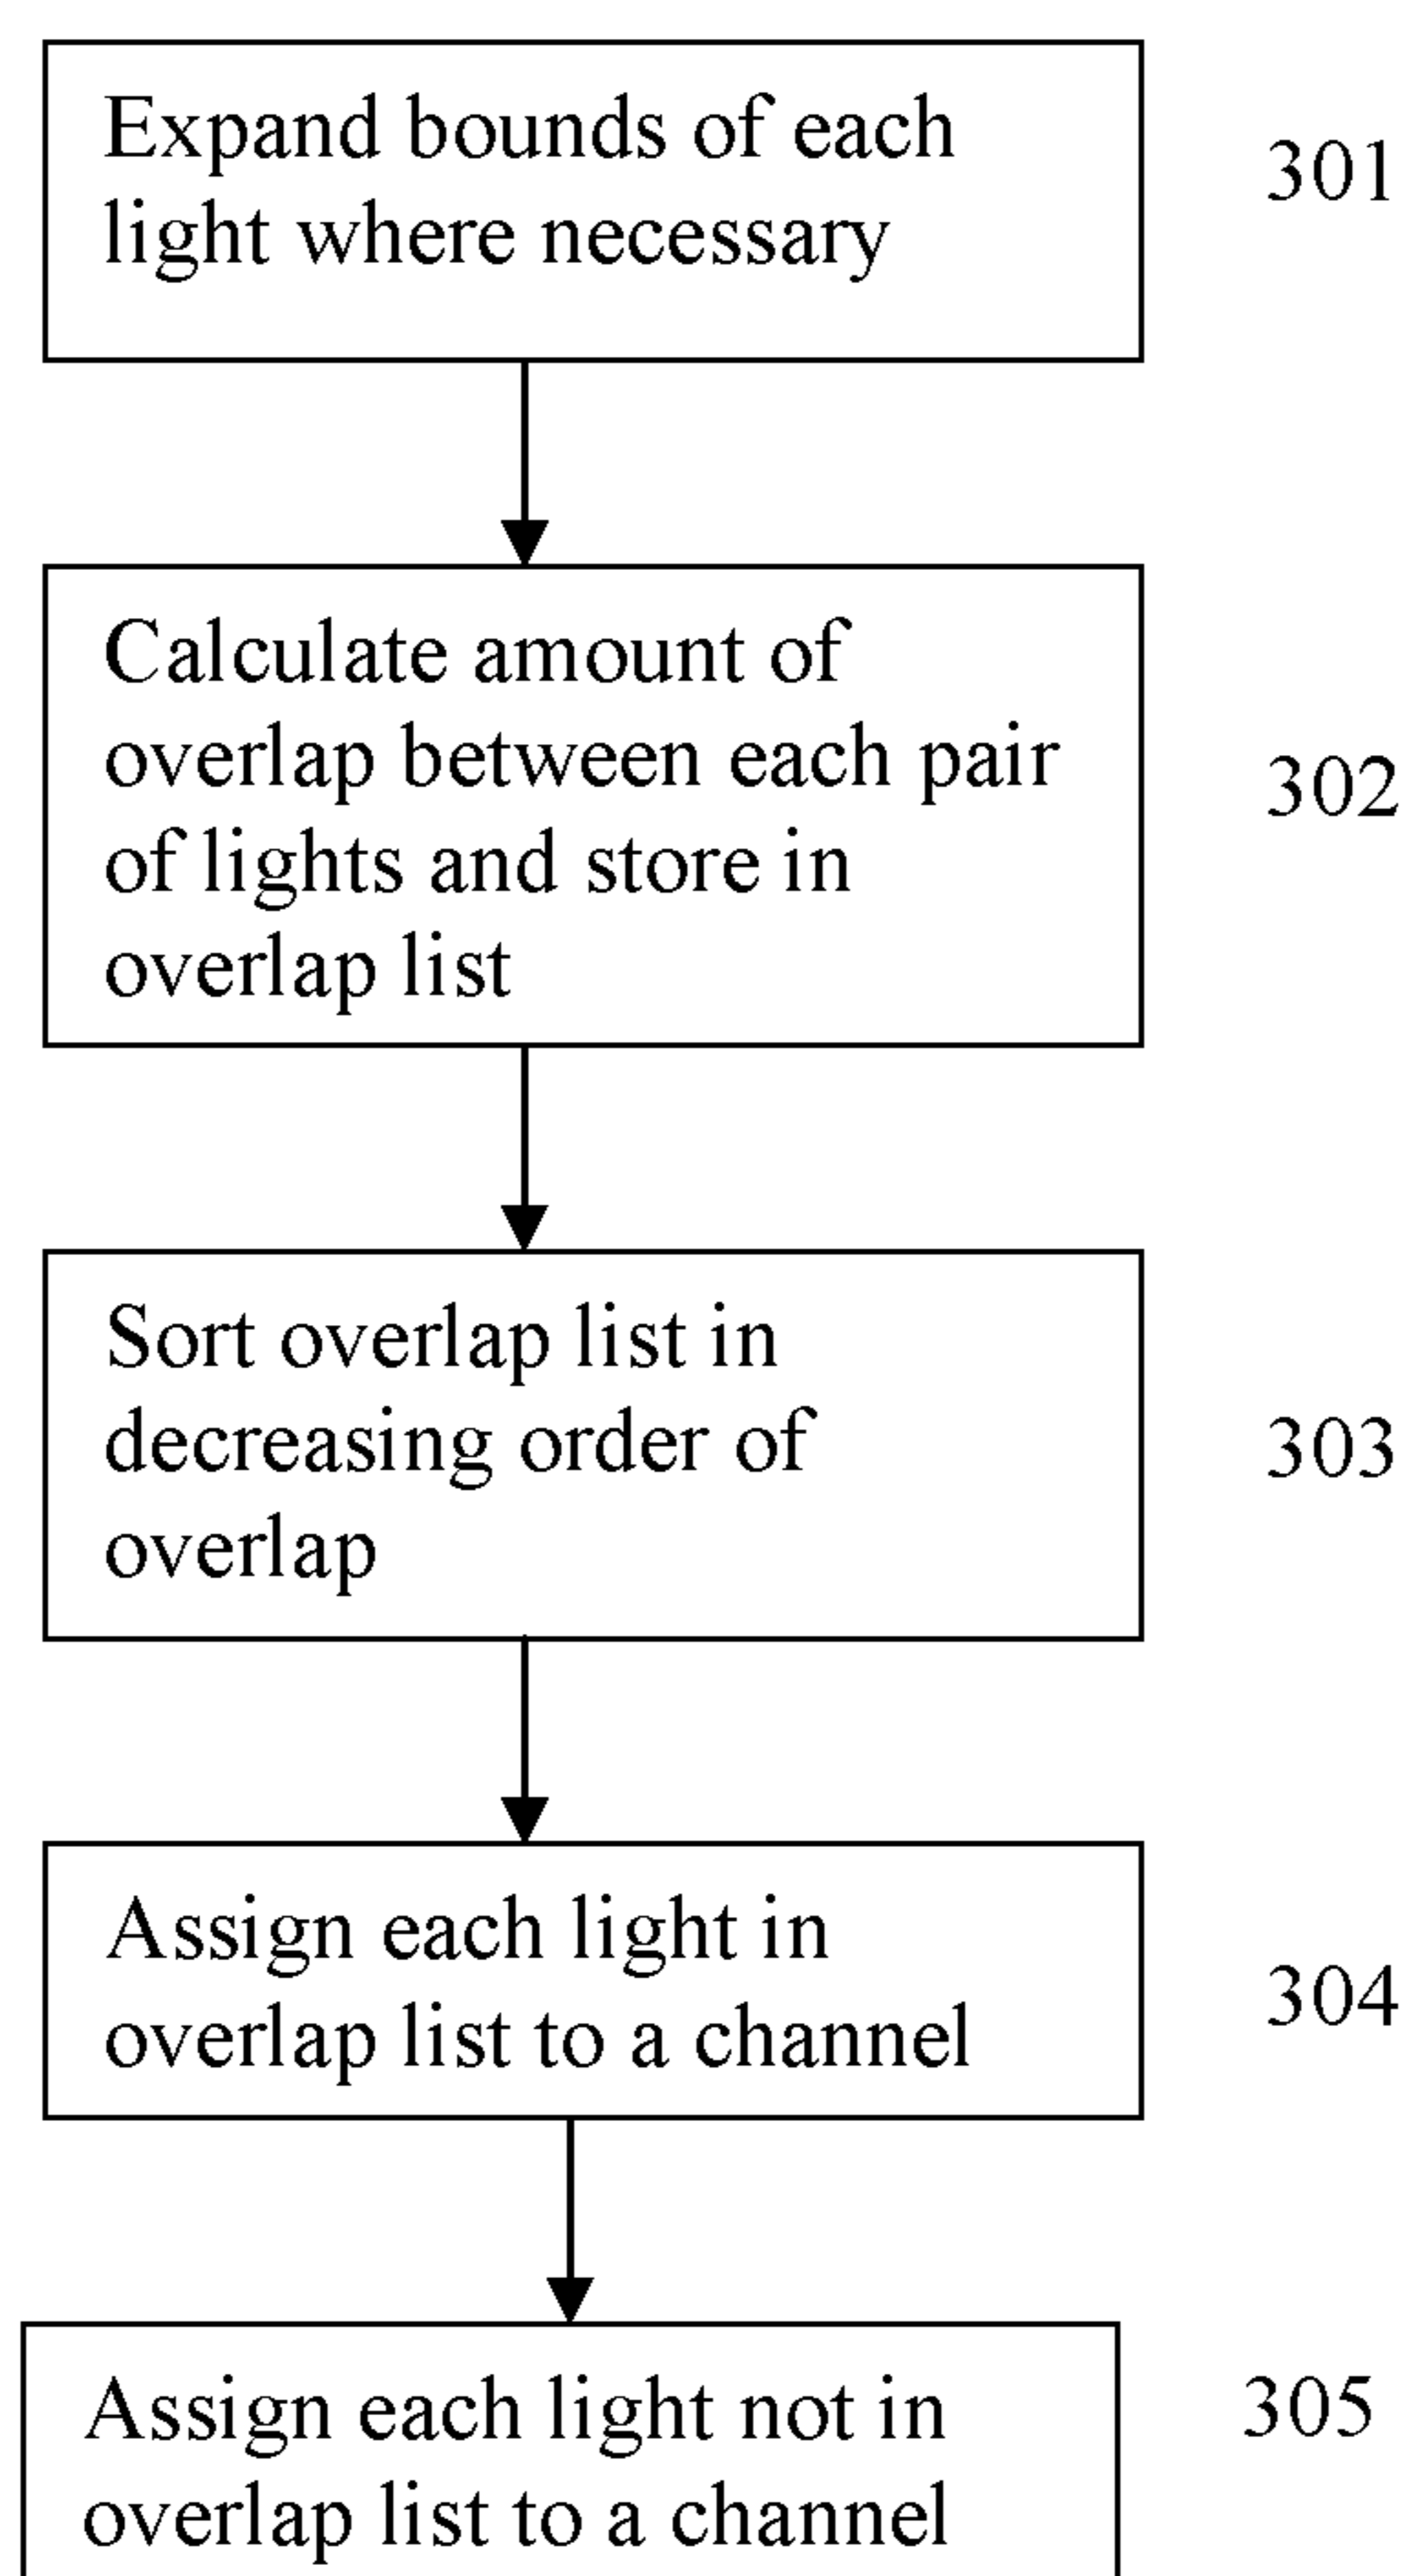 Expand bounds of each
light where necessary
301
Calculate amount of
overlap between each pair
of lights and store in
overlap list
302
Sort overlap list in
decreasing order of
overlap
303
Assign each light in
overlap list to a channel
304
Assign each light not in
overlap list to a channel
305